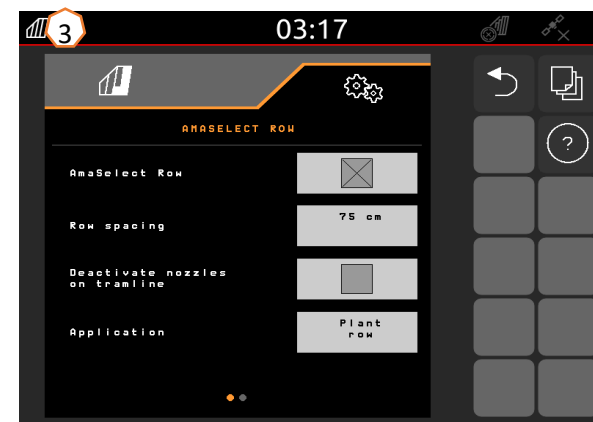 3
03:17
AMASELECT ROW
AmaSelect Row
Row spacing
75 cm
Deactivate nozzles
on tramline
Application
Plant
row
?